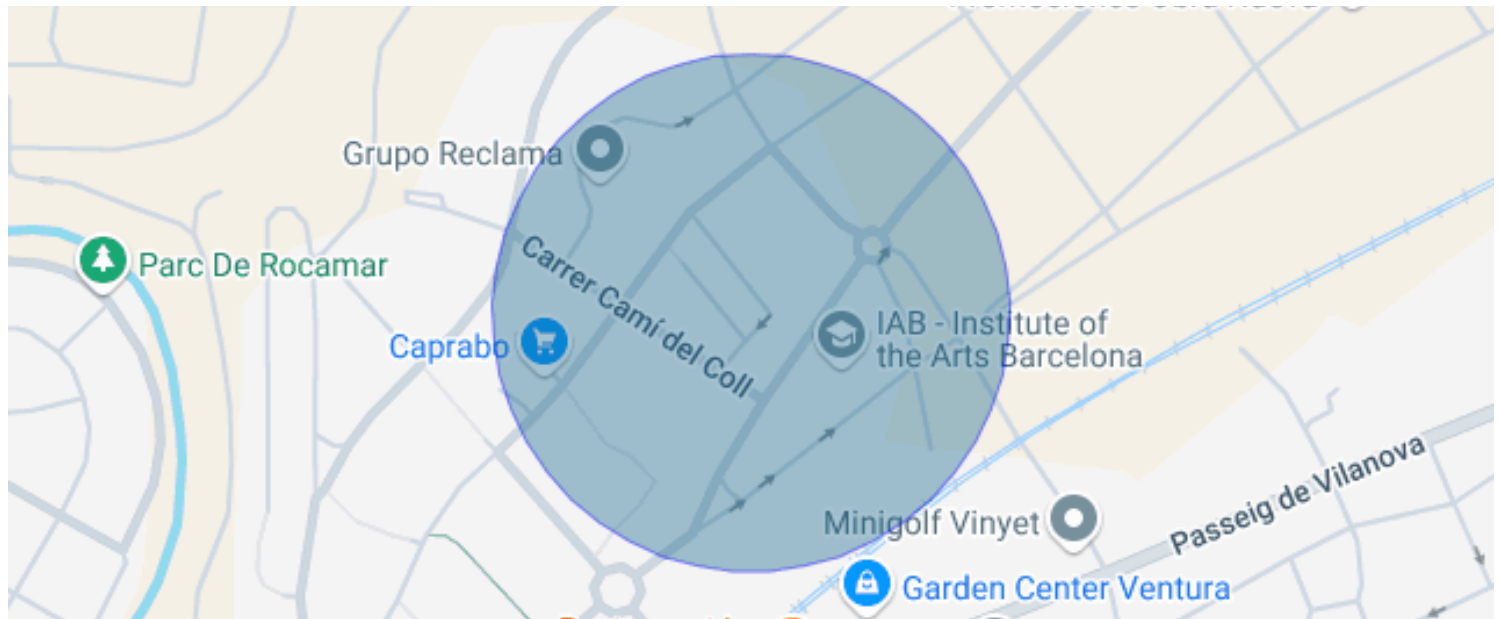 Grupo Reclama
Parc De Rocamar
Carrer Camí del Coll
Caprabo
IAB - Institute of
the Arts Barcelona
Passeig de Vilanova
Minigolf Vinyet
Garden Center Ventura